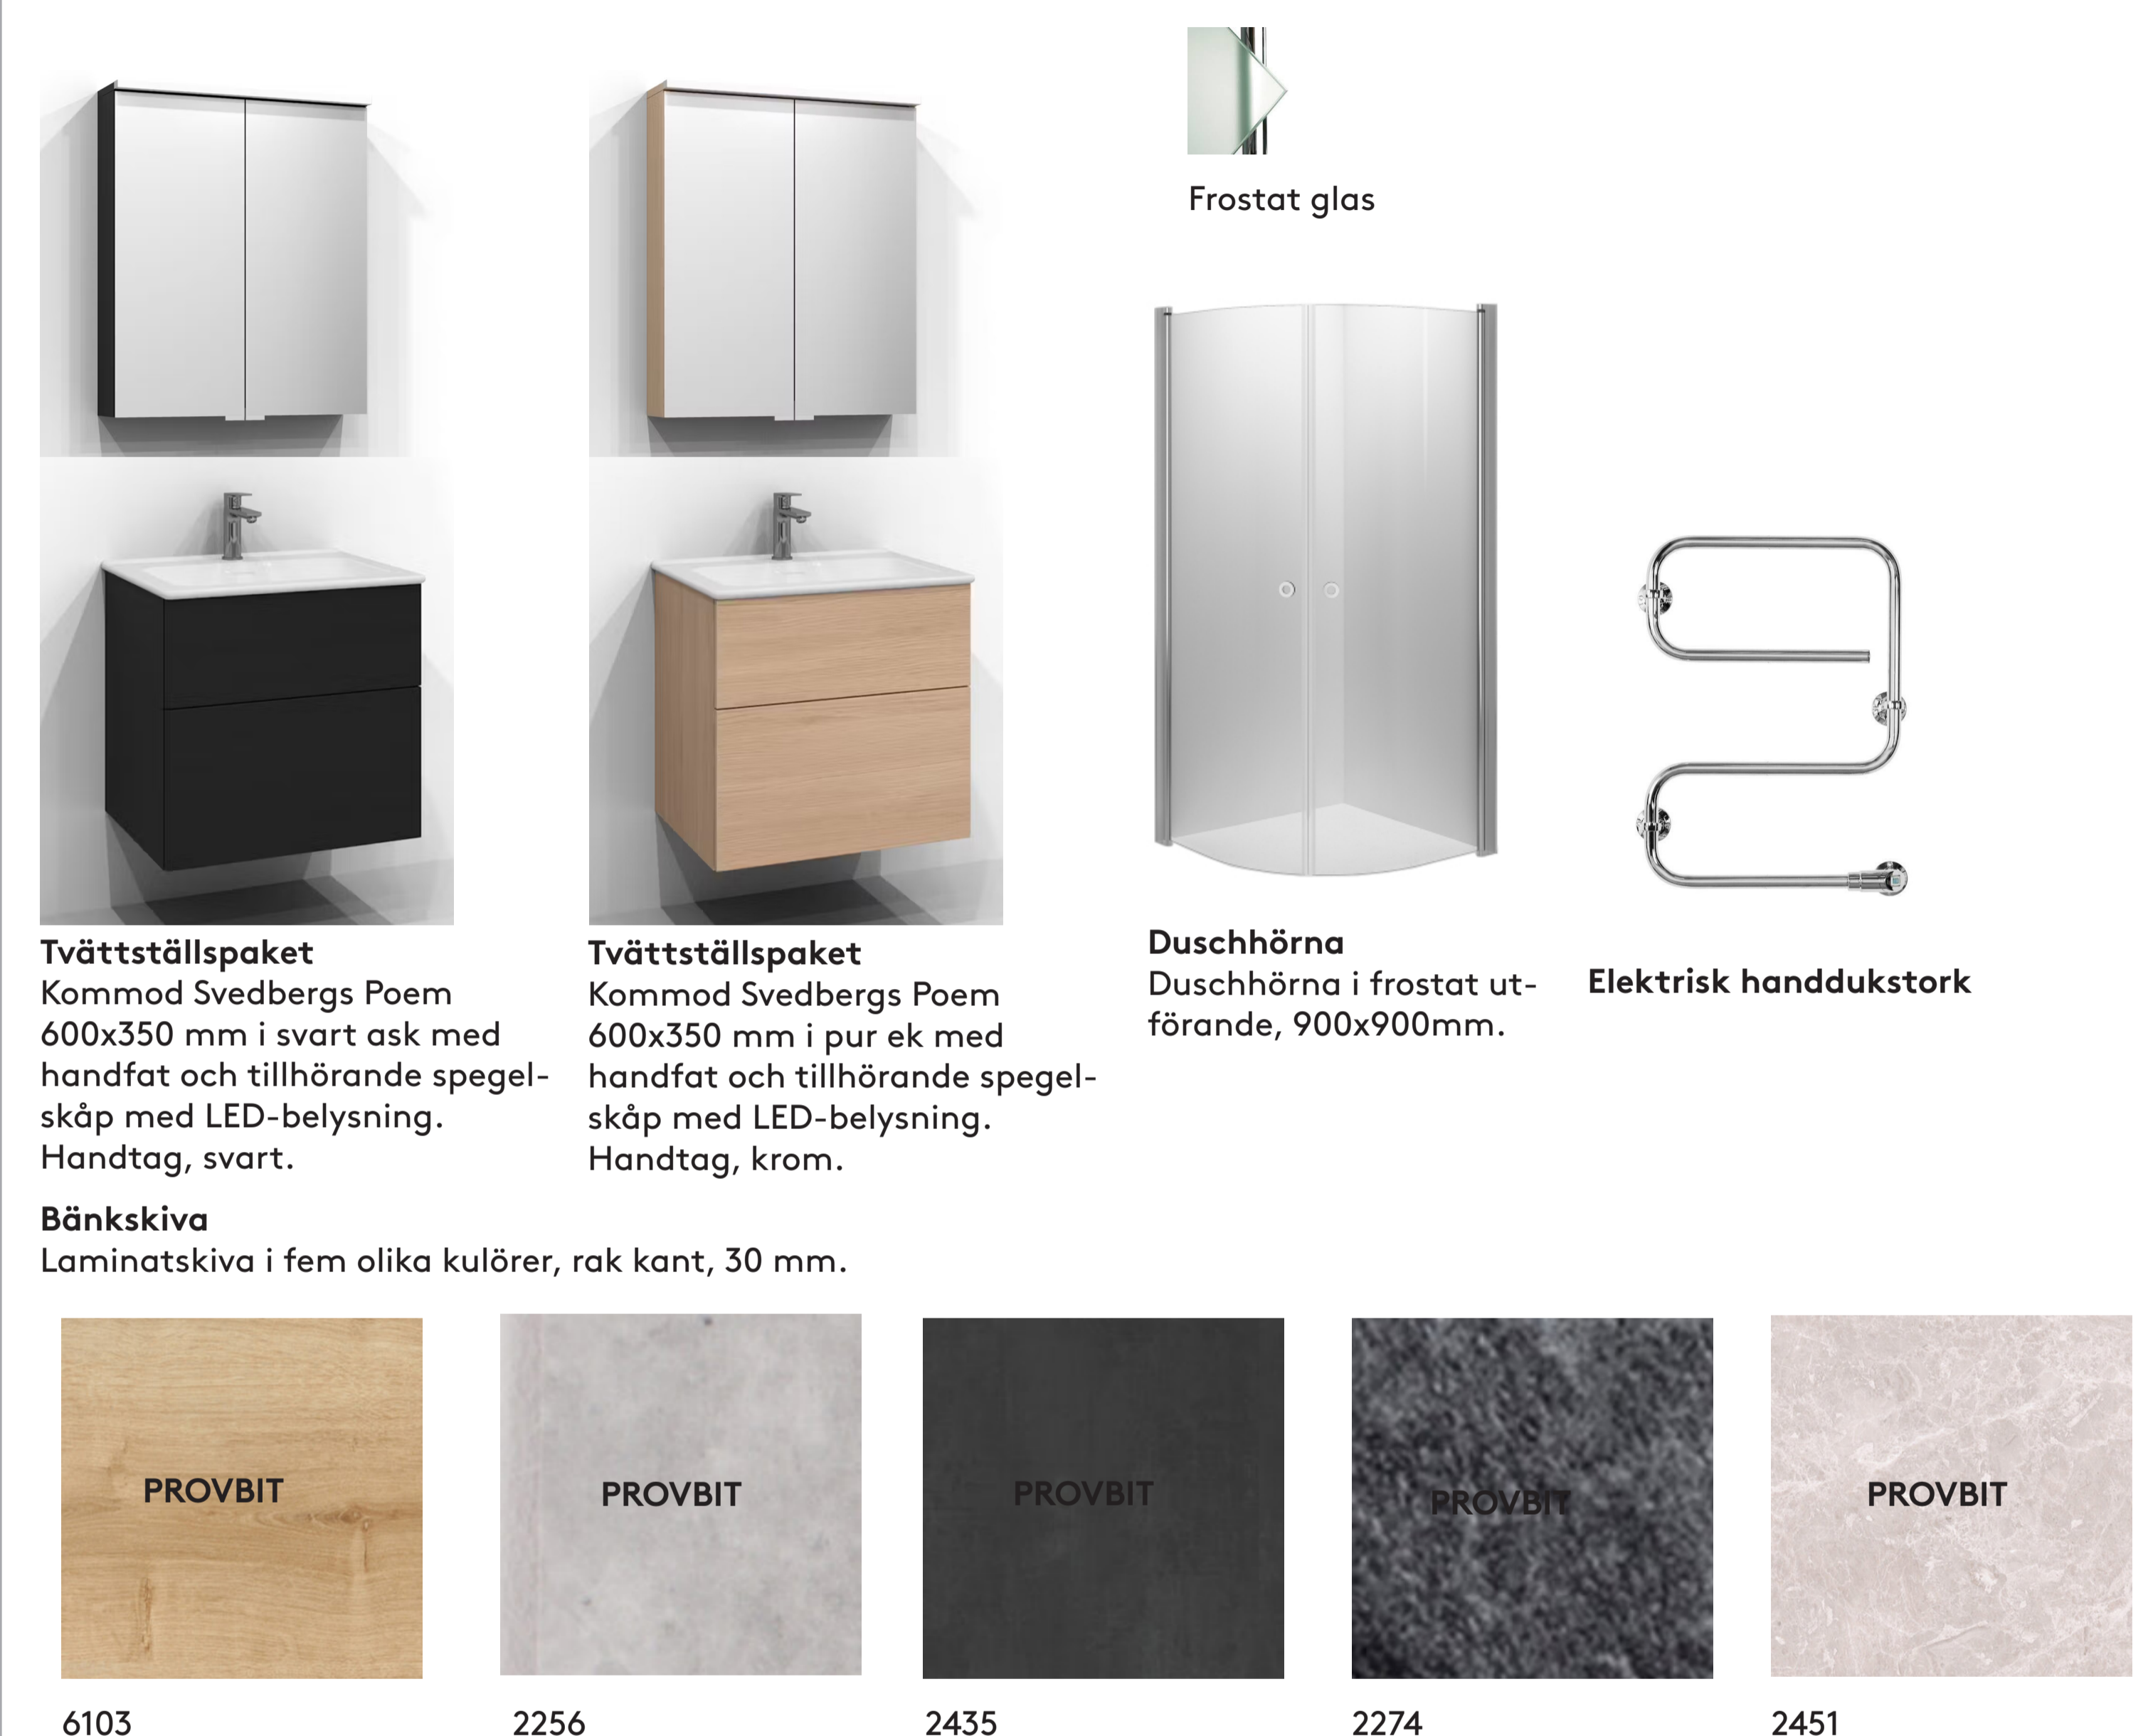 Frostat glas
Tvättställspaket
Kommod Svedbergs Poem
600x350 mm i svart ask med
handfat och tillhörande spegel-
skåp med LED-belysning.
Handtag, svart.
Tvättställspaket
Kommod Svedbergs Poem
600x350 mm i pur ek med
handfat och tillhörande spegel-
skåp med LED-belysning.
Handtag, krom.
Duschhörna
Duschhörna i frostat ut-
förande, 900x900mm.
Elektrisk handdukstork
Bänkskiva
Laminatskiva i fem olika kulörer, rak kant, 30 mm.
PROVBIT
PROVBIT
PROVBIT
PROVBIT
PROVBIT
6103
2256
2435
2274
2451